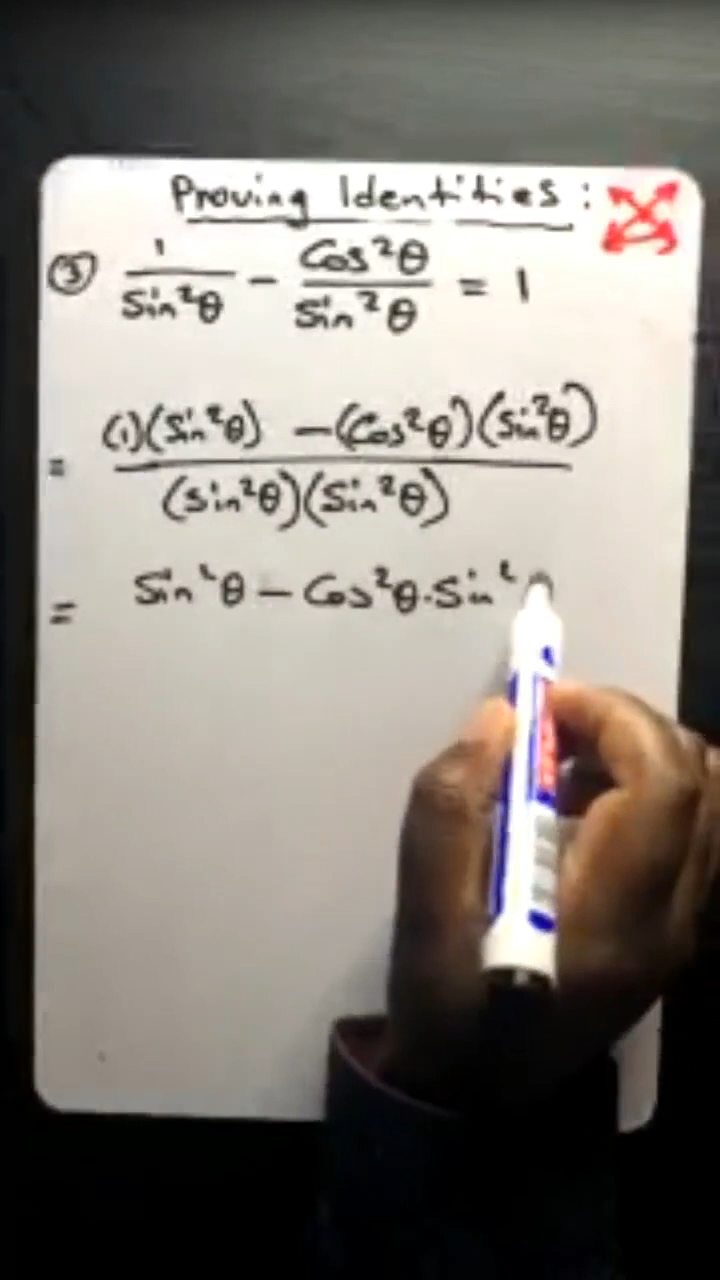 Proving Identities:
③ 1/Sin²θ - Cos²θ/Sin²θ = 1
= (1)(Sin²θ) - (Cos²θ)(Sin²θ) / (Sin²θ)(Sin²θ)
= Sin²θ - Cos²θ·Sin²